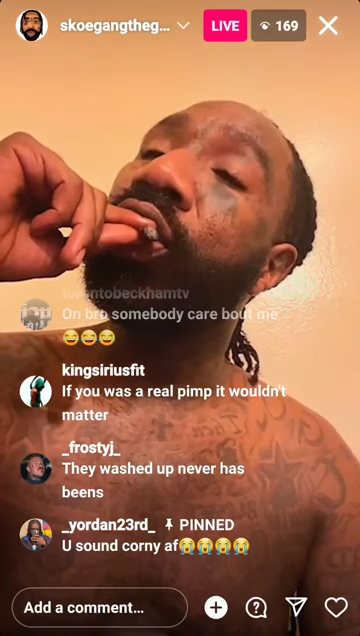 skoegangtheg...
LIVE
169
torontobeckhamtv
On bro somebody care bout me
😂😂😂
kingsiriusfit
If you was a real pimp it wouldn't
matter
_frostyj_
They washed up never has
beens
_yordan23rd_ PINNED
U sound corny af😭😭😭😭
Add a comment...